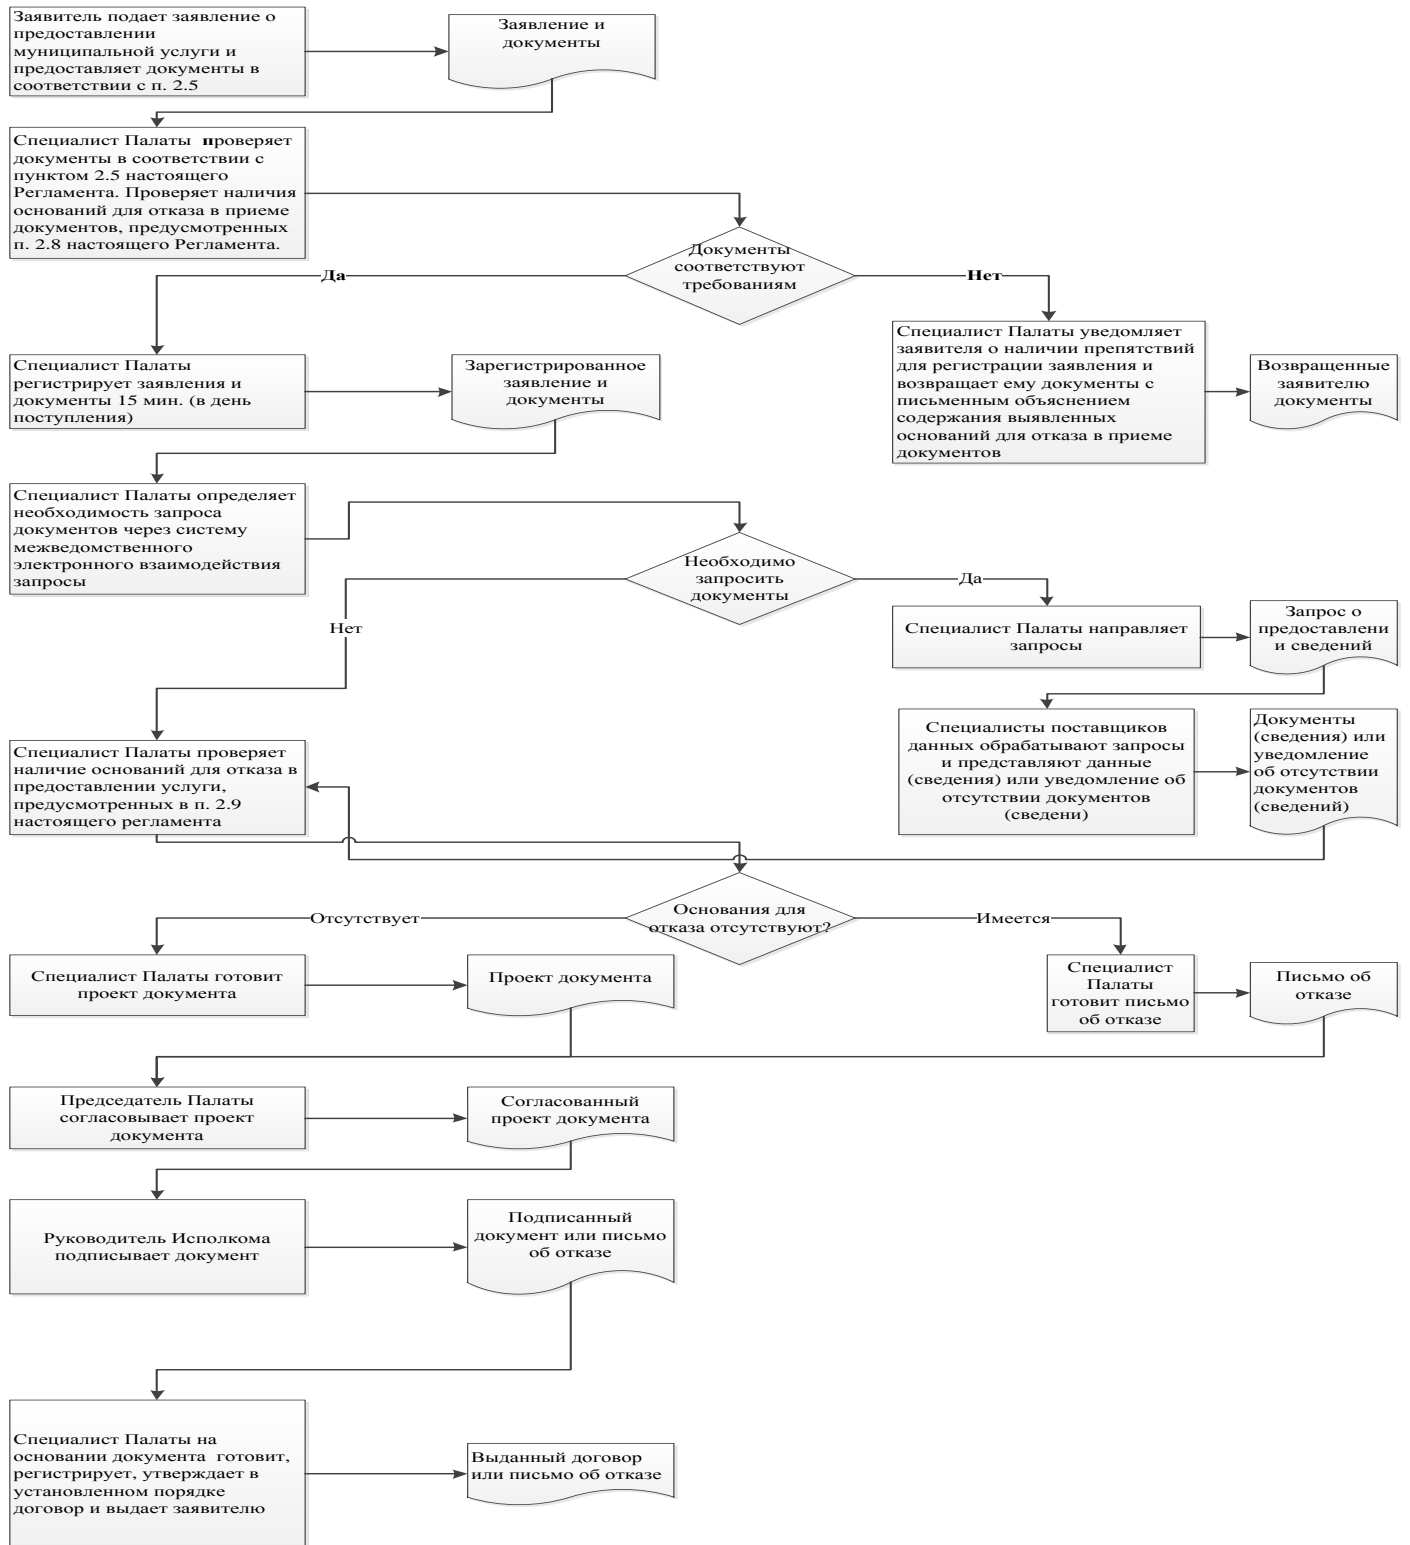 Заявитель подает заявление о
предоставлении
муниципальной услуги и
предоставляет документы в
соответствии с п. 2.5
Заявление и
документы
Специалист Палаты проверяет
документы в соответствии с
пунктом 2.5 настоящего
Регламента. Проверяет наличия
оснований для отказа в приеме
документов, предусмотренных
п. 2.8 настоящего Регламента.
Документы
соответствуют
требованиям
Да
Нет
Специалист Палаты
регистрирует заявления и
документы 15 мин. (в день
поступления)
Зарегистрированное
заявление и
документы
Специалист Палаты уведомляет
заявителя о наличии препятствий
для регистрации заявления и
возвращает ему документы с
письменным объяснением
содержания выявленных
оснований для отказа в приеме
документов
Возвращенные
заявителю
документы
Специалист Палаты определяет
необходимость запроса
документов через систему
межведомственного
электронного взаимодействия
запросы
Необходимо
запросить
документы
Да
Нет
Специалист Палаты направляет
запросы
Запрос о
предоставлени
и сведений
Специалисты поставщиков
данных обрабатывают запросы
и представляют данные
(сведения) или уведомление об
отсутствии документов
(сведени)
Документы
(сведения) или
уведомление
об отсутствии
документов
(сведений)
Специалист Палаты проверяет
наличие оснований для отказа в
предоставлении услуги,
предусмотренных в п. 2.9
настоящего регламента
Основания для
отказа отсутствуют?
Отсутствует
Имеется
Специалист Палаты готовит
проект документа
Проект документа
Специалист
Палаты
готовит письмо
об отказе
Письмо об
отказе
Председатель Палаты
согласовывает проект
документа
Согласованный
проект документа
Руководитель Исполкома
подписывает документ
Подписанный
документ или письмо
об отказе
Специалист Палаты на
основании документа готовит,
регистрирует, утверждает в
установленном порядке
договор и выдает заявителю
Выданный договор
или письмо об отказе